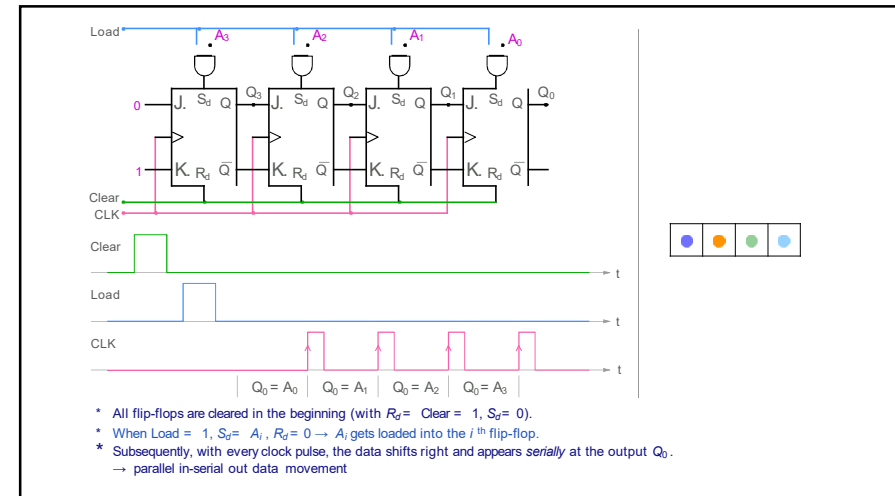 Load
A3 A2 A1 A0
Sd Q Q3 Sd Q Q2 Sd Q Q1 Sd Q Q0
0 J. J. J. J.
1 K. Rd Q̅ K. Rd Q̅ K. Rd Q̅ K. Rd Q̅
Clear
CLK
Clear
t
Load
t
CLK
t
Q0 = A0 Q0 = A1 Q0 = A2 Q0 = A3
* All flip-flops are cleared in the beginning (with Rd = Clear = 1, Sd = 0).
* When Load = 1, Sd = Ai , Rd = 0 → Ai gets loaded into the i th flip-flop.
* Subsequently, with every clock pulse, the data shifts right and appears serially at the output Q0 .
→ parallel in-serial out data movement